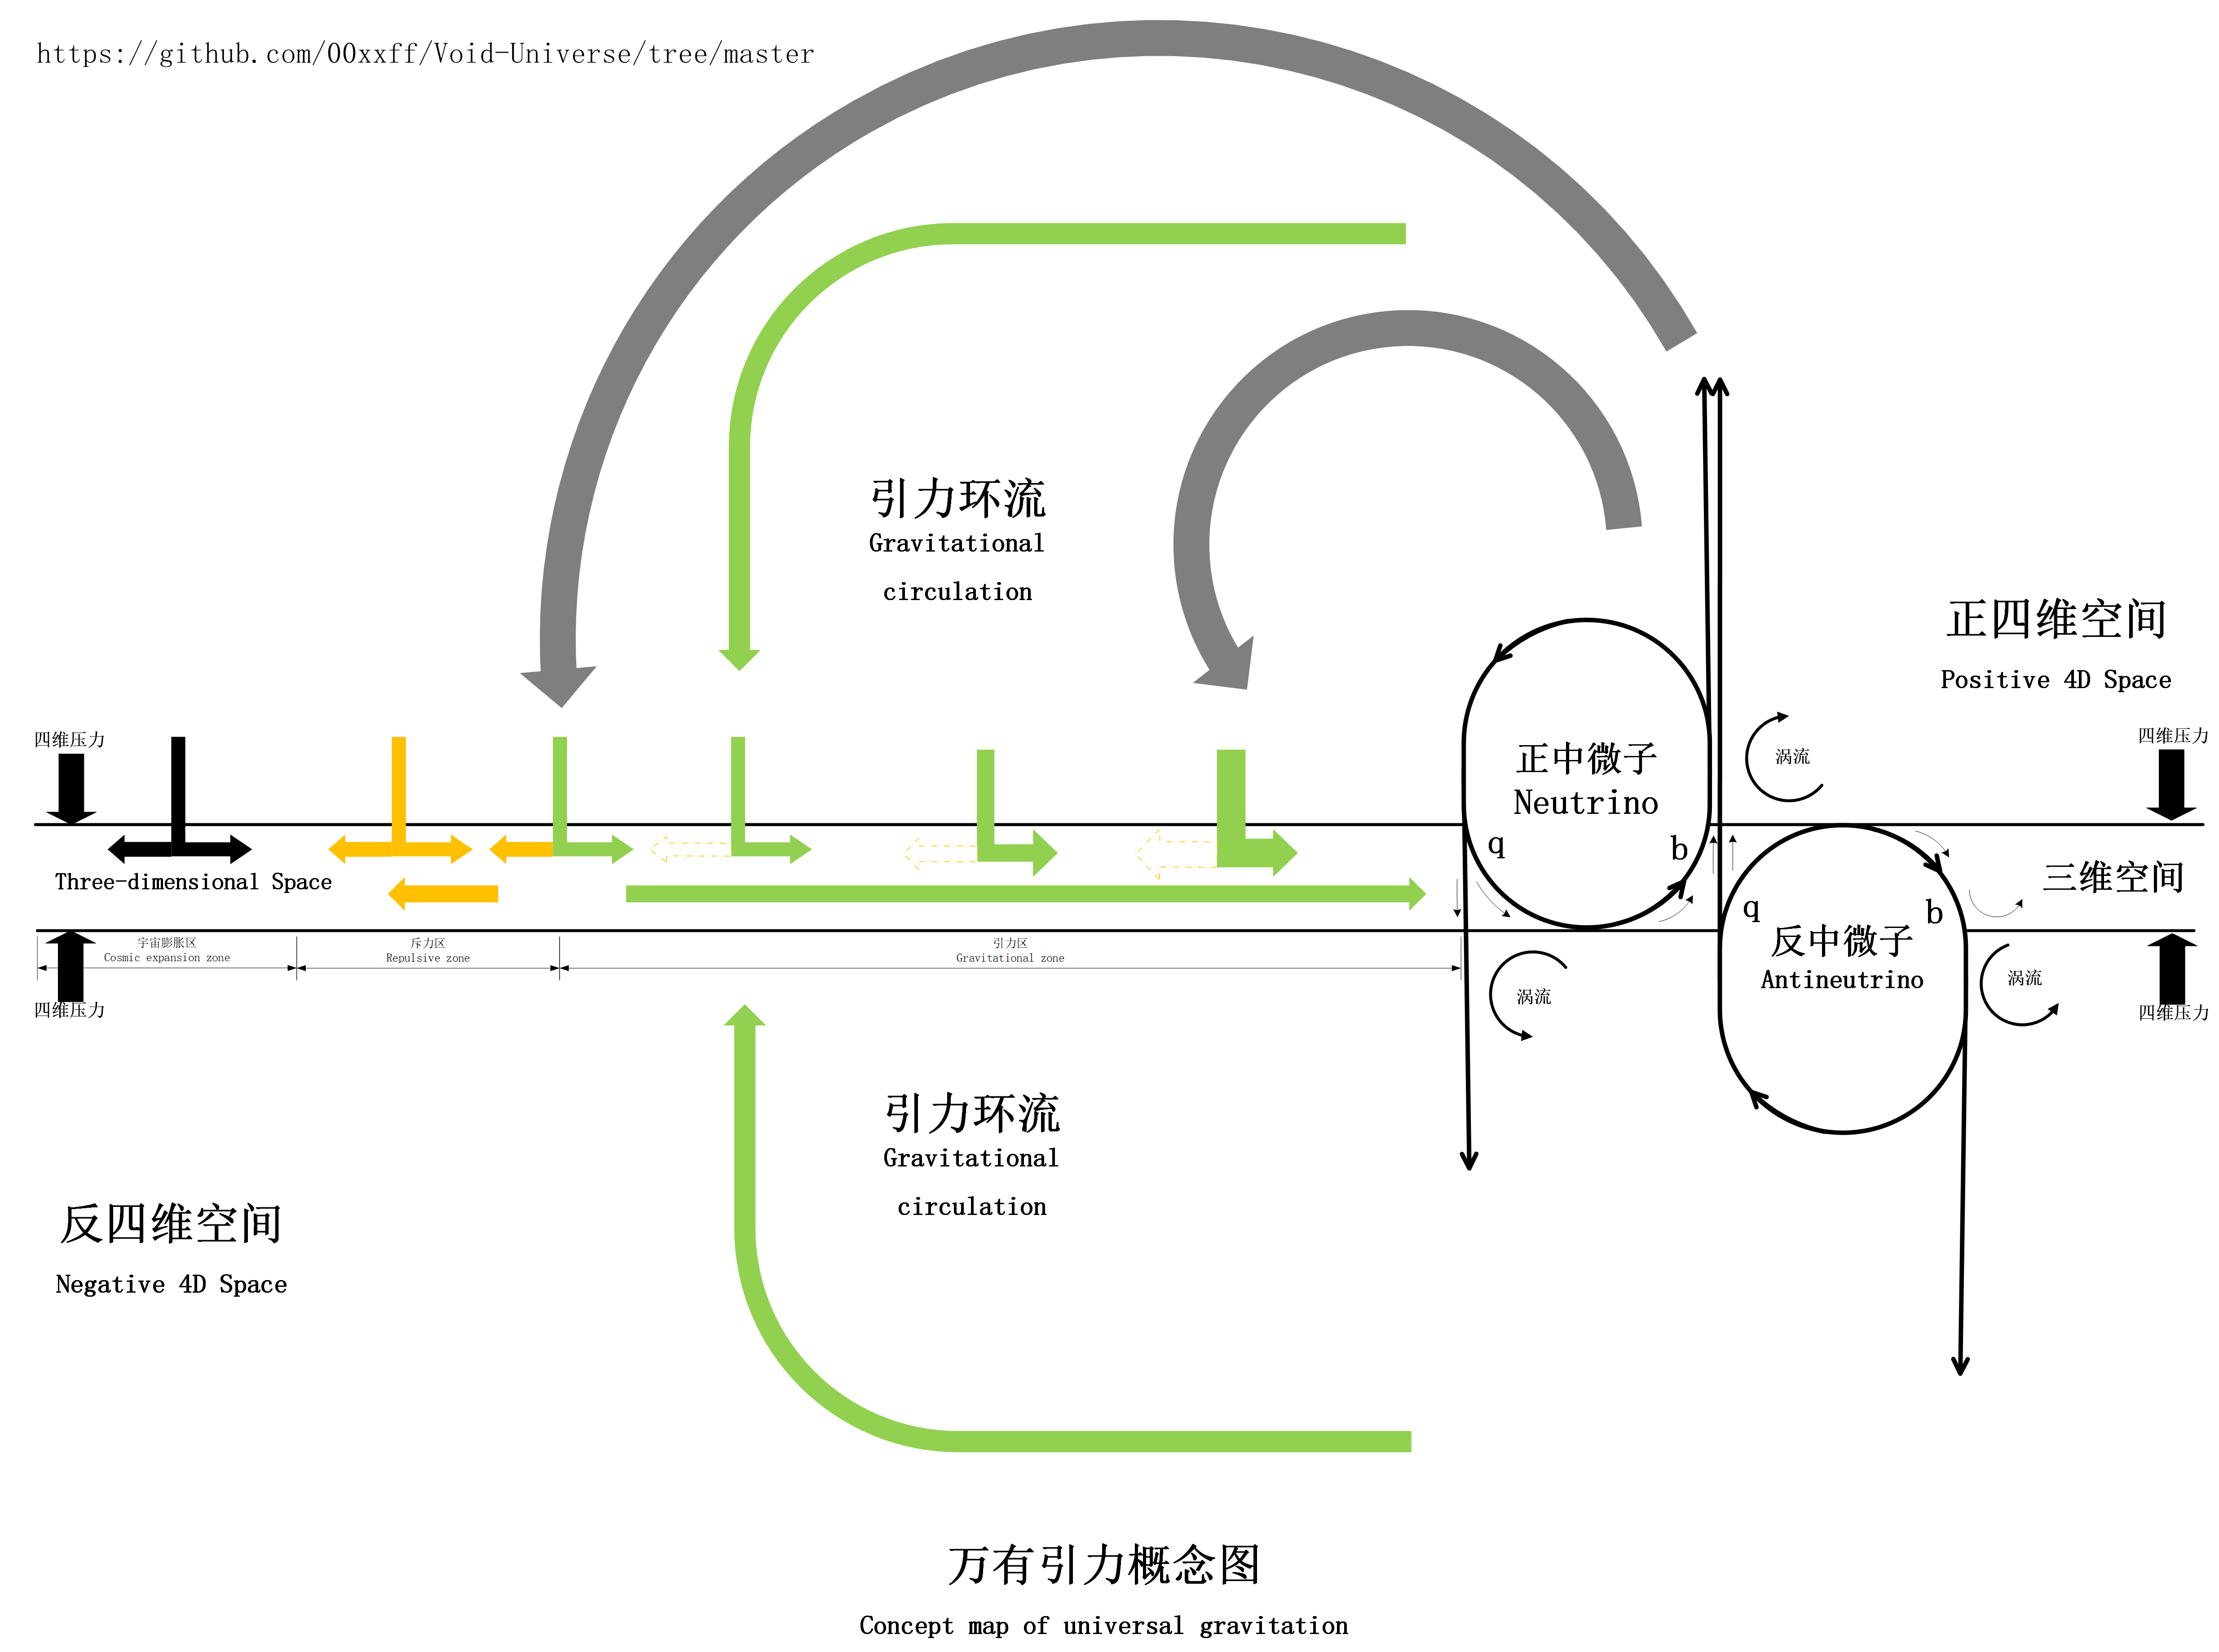 https://github.com/00xxff/Void-Universe/tree/master
引力环流
Gravitational
circulation
正四维空间
Positive 4D Space
四维压力
四维压力
涡流
正中微子
Neutrino
q
b
Three-dimensional Space
三维空间
q
b
宇宙膨胀区
Cosmic expansion zone
斥力区
Repulsive zone
引力区
Gravitational zone
反中微子
Antineutrino
涡流
涡流
四维压力
四维压力
引力环流
Gravitational
circulation
反四维空间
Negative 4D Space
万有引力概念图
Concept map of universal gravitation